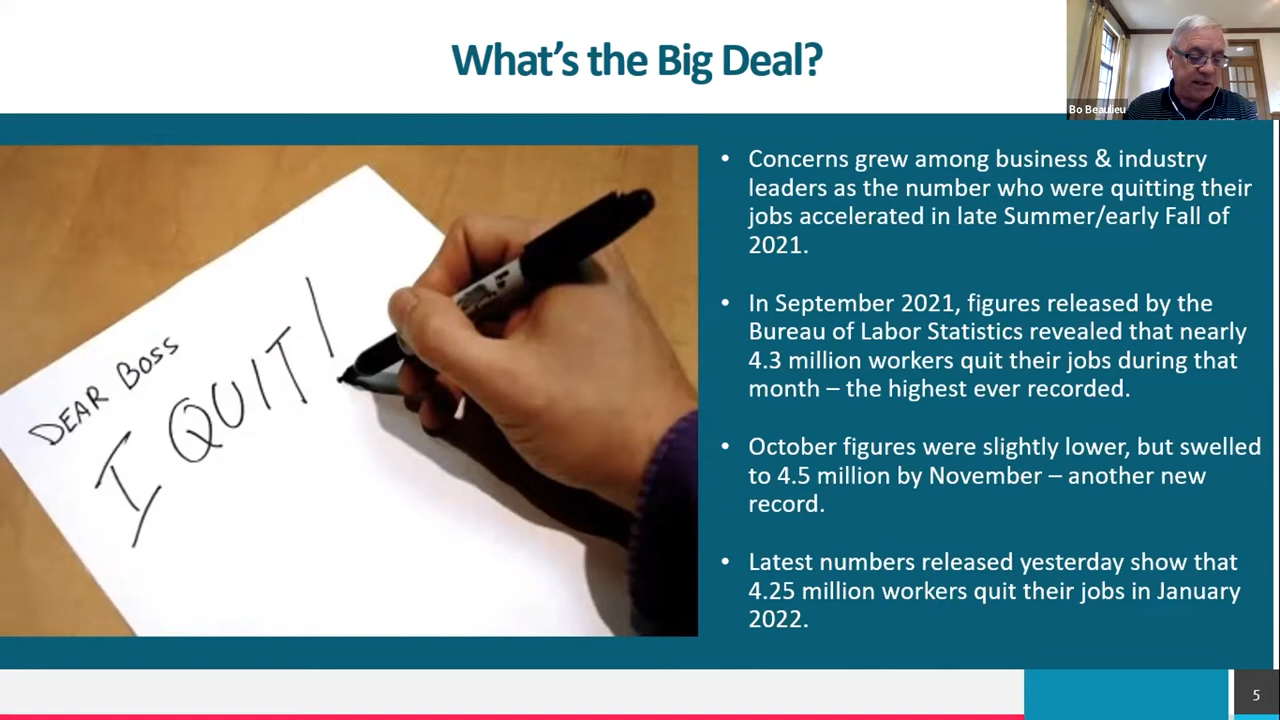 What's the Big Deal?
Bo Beaulieu
DEAR BOSS
I QUIT!
• Concerns grew among business & industry
leaders as the number who were quitting their
jobs accelerated in late Summer/early Fall of
2021.
• In September 2021, figures released by the
Bureau of Labor Statistics revealed that nearly
4.3 million workers quit their jobs during that
month – the highest ever recorded.
• October figures were slightly lower, but swelled
to 4.5 million by November – another new
record.
• Latest numbers released yesterday show that
4.25 million workers quit their jobs in January
2022.
5